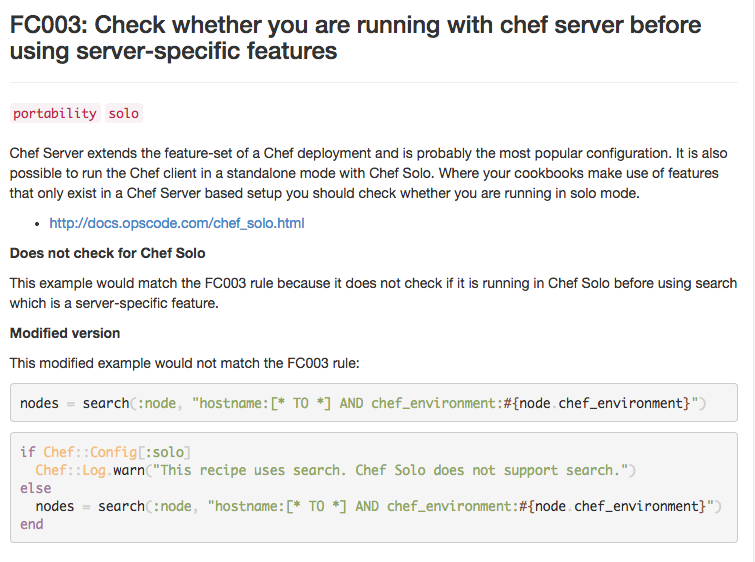 FC003: Check whether you are running with chef server before
using server-specific features
portability solo
Chef Server extends the feature-set of a Chef deployment and is probably the most popular configuration. It is also
possible to run the Chef client in a standalone mode with Chef Solo. Where your cookbooks make use of features
that only exist in a Chef Server based setup you should check whether you are running in solo mode.
• http://docs.opscode.com/chef_solo.html
Does not check for Chef Solo
This example would match the FC003 rule because it does not check if it is running in Chef Solo before using search
which is a server-specific feature.
Modified version
This modified example would not match the FC003 rule:
nodes = search(:node, "hostname:[* TO *] AND chef_environment:#{node.chef_environment}")
if Chef::Config[:solo]
  Chef::Log.warn("This recipe uses search. Chef Solo does not support search.")
else
  nodes = search(:node, "hostname:[* TO *] AND chef_environment:#{node.chef_environment}")
end